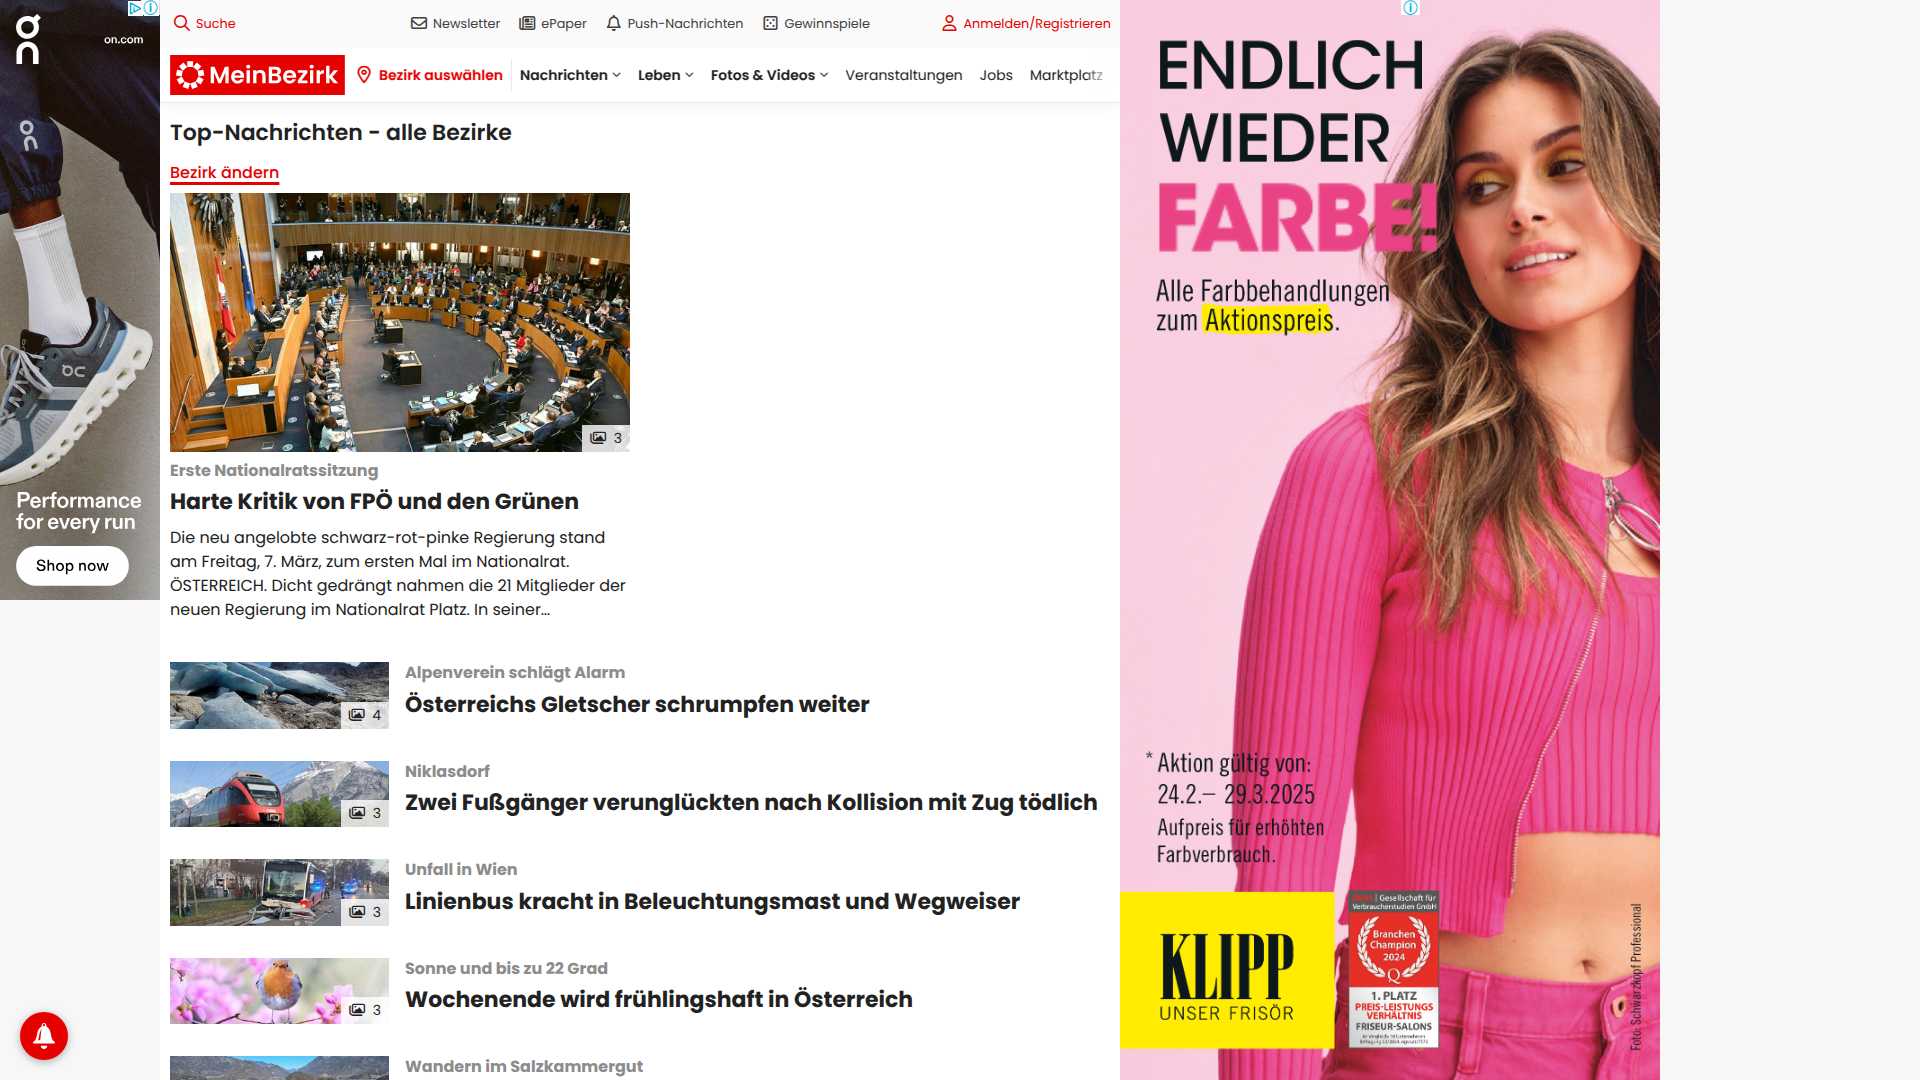 on.com
Performance
for every run
Shop now
Suche
Newsletter
ePaper
Push-Nachrichten
Gewinnspiele
Anmelden/Registrieren
MeinBezirk
Bezirk auswählen
Nachrichten
Leben
Fotos & Videos
Veranstaltungen
Jobs
Marktplatz
Top-Nachrichten - alle Bezirke
Bezirk ändern
3
Erste Nationalratssitzung
Harte Kritik von FPÖ und den Grünen
Die neu angelobte schwarz-rot-pinke Regierung stand
am Freitag, 7. März, zum ersten Mal im Nationalrat.
ÖSTERREICH. Dicht gedrängt nahmen die 21 Mitglieder der
neuen Regierung im Nationalrat Platz. In seiner...
4
Alpenverein schlägt Alarm
Österreichs Gletscher schrumpfen weiter
3
Niklasdorf
Zwei Fußgänger verunglückten nach Kollision mit Zug tödlich
3
Unfall in Wien
Linienbus kracht in Beleuchtungsmast und Wegweiser
3
Sonne und bis zu 22 Grad
Wochenende wird frühlingshaft in Österreich
Wandern im Salzkammergut
ENDLICH
WIEDER
FARBE!
Alle Farbbehandlungen
zum Aktionspreis.
* Aktion gültig von:
24.2.– 29.3.2025
Aufpreis für erhöhten
Farbverbrauch.
KLIPP
UNSER FRISÖR
Gesellschaft für
Verbraucherstudien GmbH
Branchen
Champion
2024
1. PLATZ
PREIS-LEISTUNGS
VERHÄLTNIS
FRISEUR-SALONS
Foto: Schwarzkopf Professional